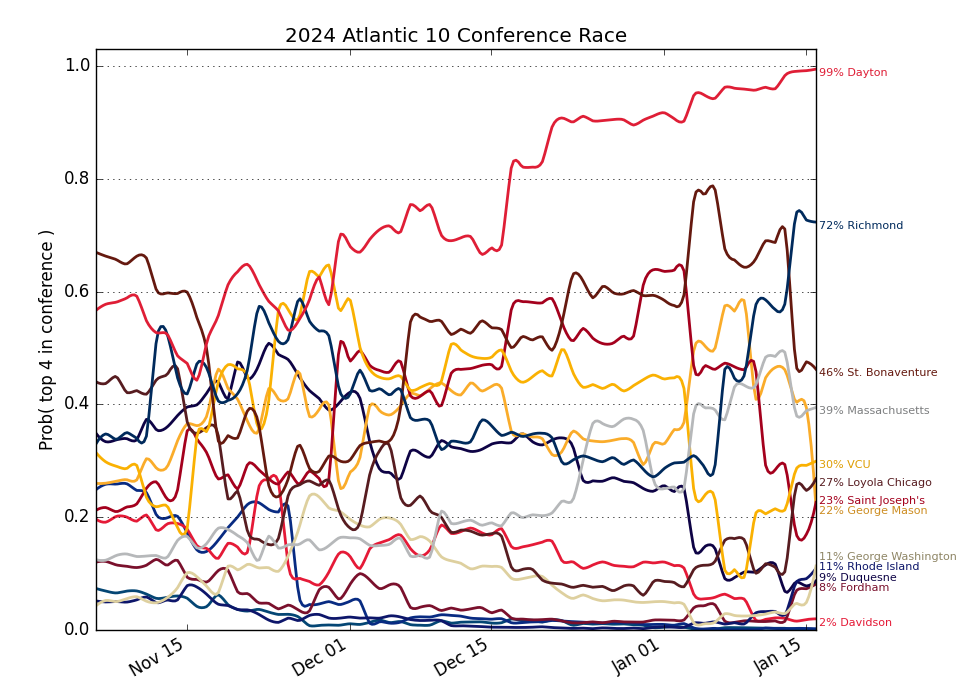 2024 Atlantic 10 Conference Race
Prob( top 4 in conference )
1.0
0.8
0.6
0.4
0.2
0.0
Nov 15
Dec 01
Dec 15
Jan 01
Jan 15
99% Dayton
72% Richmond
46% St. Bonaventure
39% Massachusetts
30% VCU
27% Loyola Chicago
23% Saint Joseph's
22% George Mason
11% George Washington
11% Rhode Island
9% Duquesne
8% Fordham
2% Davidson